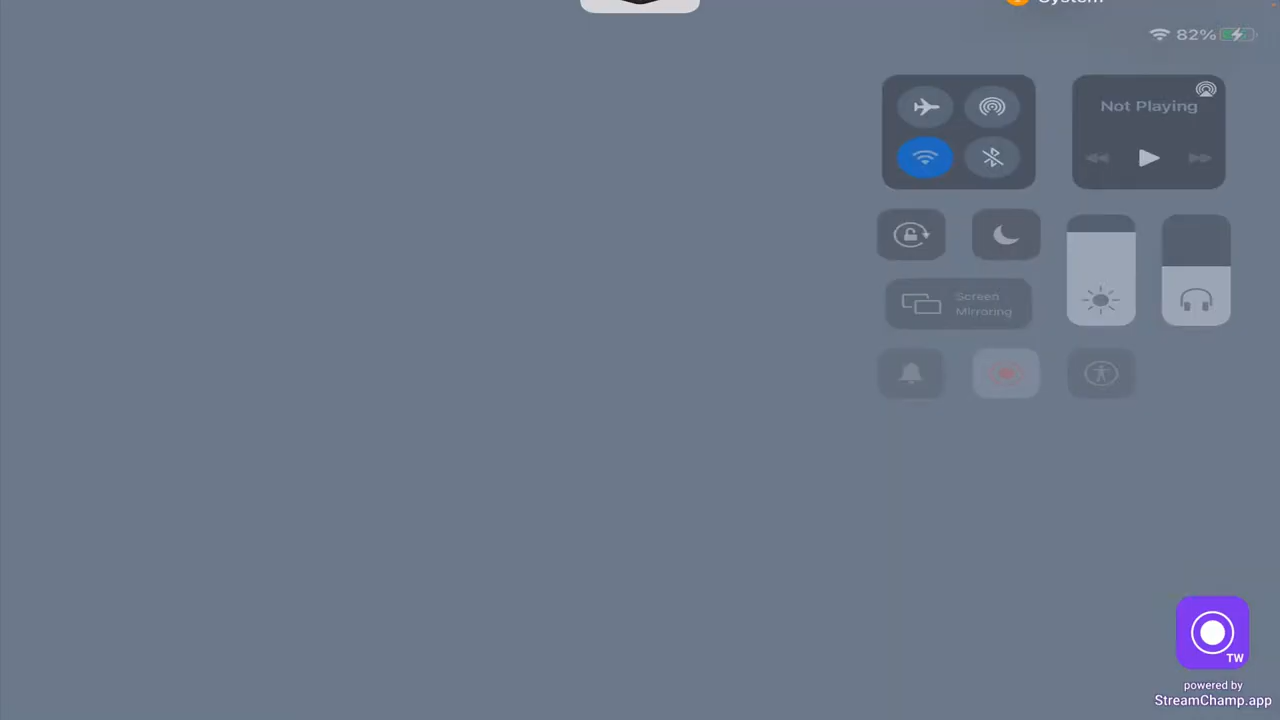 System
82%
Not Playing
Screen
Mirroring
TW
powered by
StreamChamp.app